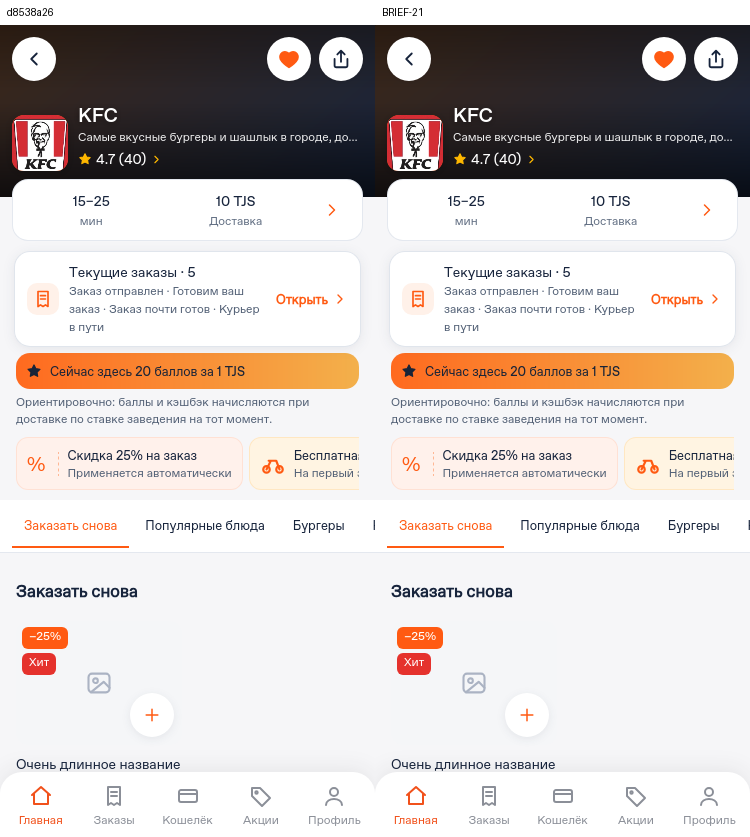 d8538a26
KFC
KFC
Самые вкусные бургеры и шашлык в городе, до...
4.7 (40)
15–25
мин
10 TJS
Доставка
Текущие заказы · 5
Заказ отправлен · Готовим ваш
заказ · Заказ почти готов · Курьер
в пути
Открыть
Сейчас здесь 20 баллов за 1 TJS
Ориентировочно: баллы и кэшбэк начисляются при
доставке по ставке заведения на тот момент.
%
Скидка 25% на заказ
Применяется автоматически
Бесплатна
На первый
Заказать снова
Популярные блюда
Бургеры
Заказать снова
−25%
Хит
Очень длинное название
Главная
Заказы
Кошелёк
Акции
Профиль
BRIEF-21
KFC
KFC
Самые вкусные бургеры и шашлык в городе, до...
4.7 (40)
15–25
мин
10 TJS
Доставка
Текущие заказы · 5
Заказ отправлен · Готовим ваш
заказ · Заказ почти готов · Курьер
в пути
Открыть
Сейчас здесь 20 баллов за 1 TJS
Ориентировочно: баллы и кэшбэк начисляются при
доставке по ставке заведения на тот момент.
%
Скидка 25% на заказ
Применяется автоматически
Бесплатна
На первый
Заказать снова
Популярные блюда
Бургеры
Заказать снова
−25%
Хит
Очень длинное название
Главная
Заказы
Кошелёк
Акции
Профиль